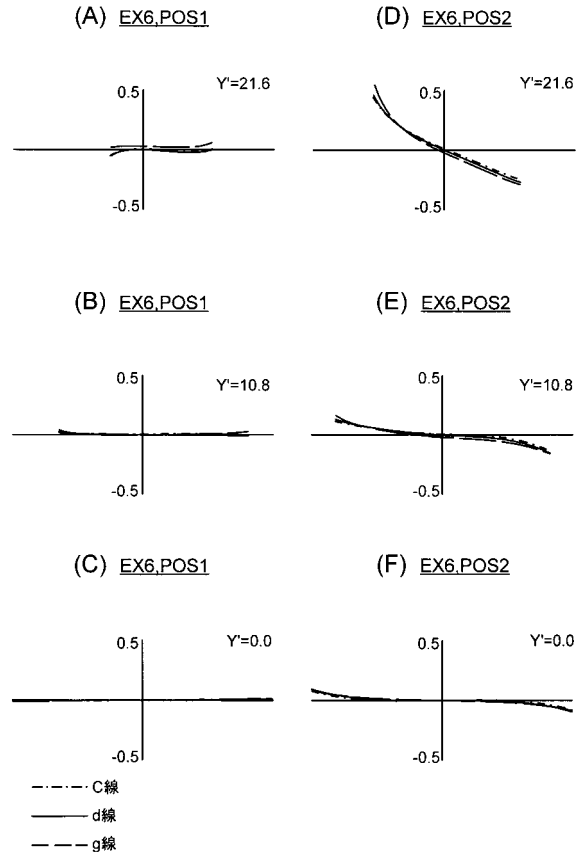 (A) EX6,POS1
0.5
Y'=21.6
-0.5
(D) EX6,POS2
0.5
Y'=21.6
-0.5
(B) EX6,POS1
0.5
Y'=10.8
-0.5
(E) EX6,POS2
0.5
Y'=10.8
-0.5
(C) EX6,POS1
0.5
Y'=0.0
-0.5
(F) EX6,POS2
0.5
Y'=0.0
-0.5
C線
d線
g線